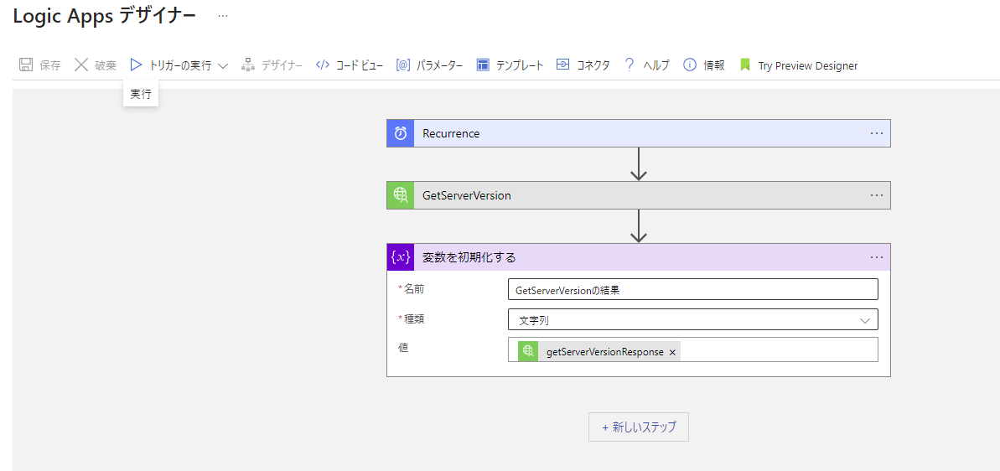 Logic Apps デザイナー ...
保存 破棄 トリガーの実行 デザイナー </> コード ビュー [@] パラメーター テンプレート コネクタ ? ヘルプ 情報 Try Preview Designer
実行
Recurrence ...
GetServerVersion ...
{x} 変数を初期化する ...
*名前 GetServerVersionの結果
*種類 文字列
値 getServerVersionResponse ×
+ 新しいステップ